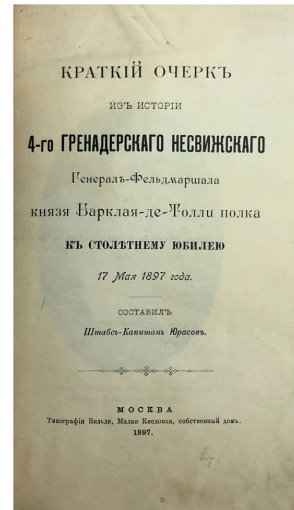 КРАТКІЙ ОЧЕРКЪ
ИЗЪ ИСТОРІИ
4-го ГРЕНАДЕРСКАГО НЕСВИЖСКАГО
Генералъ-Фельдмаршала
князя Барклая-де-Толли полка
КЪ СТОЛѢТНЕМУ ЮБИЛЕЮ
17 Мая 1897 года.
СОСТАВИЛЪ
Штабсъ-Капитанъ Юрасовъ.
МОСКВА
Типографія Вильде, Малая Кисловка, собственный домъ.
1897.